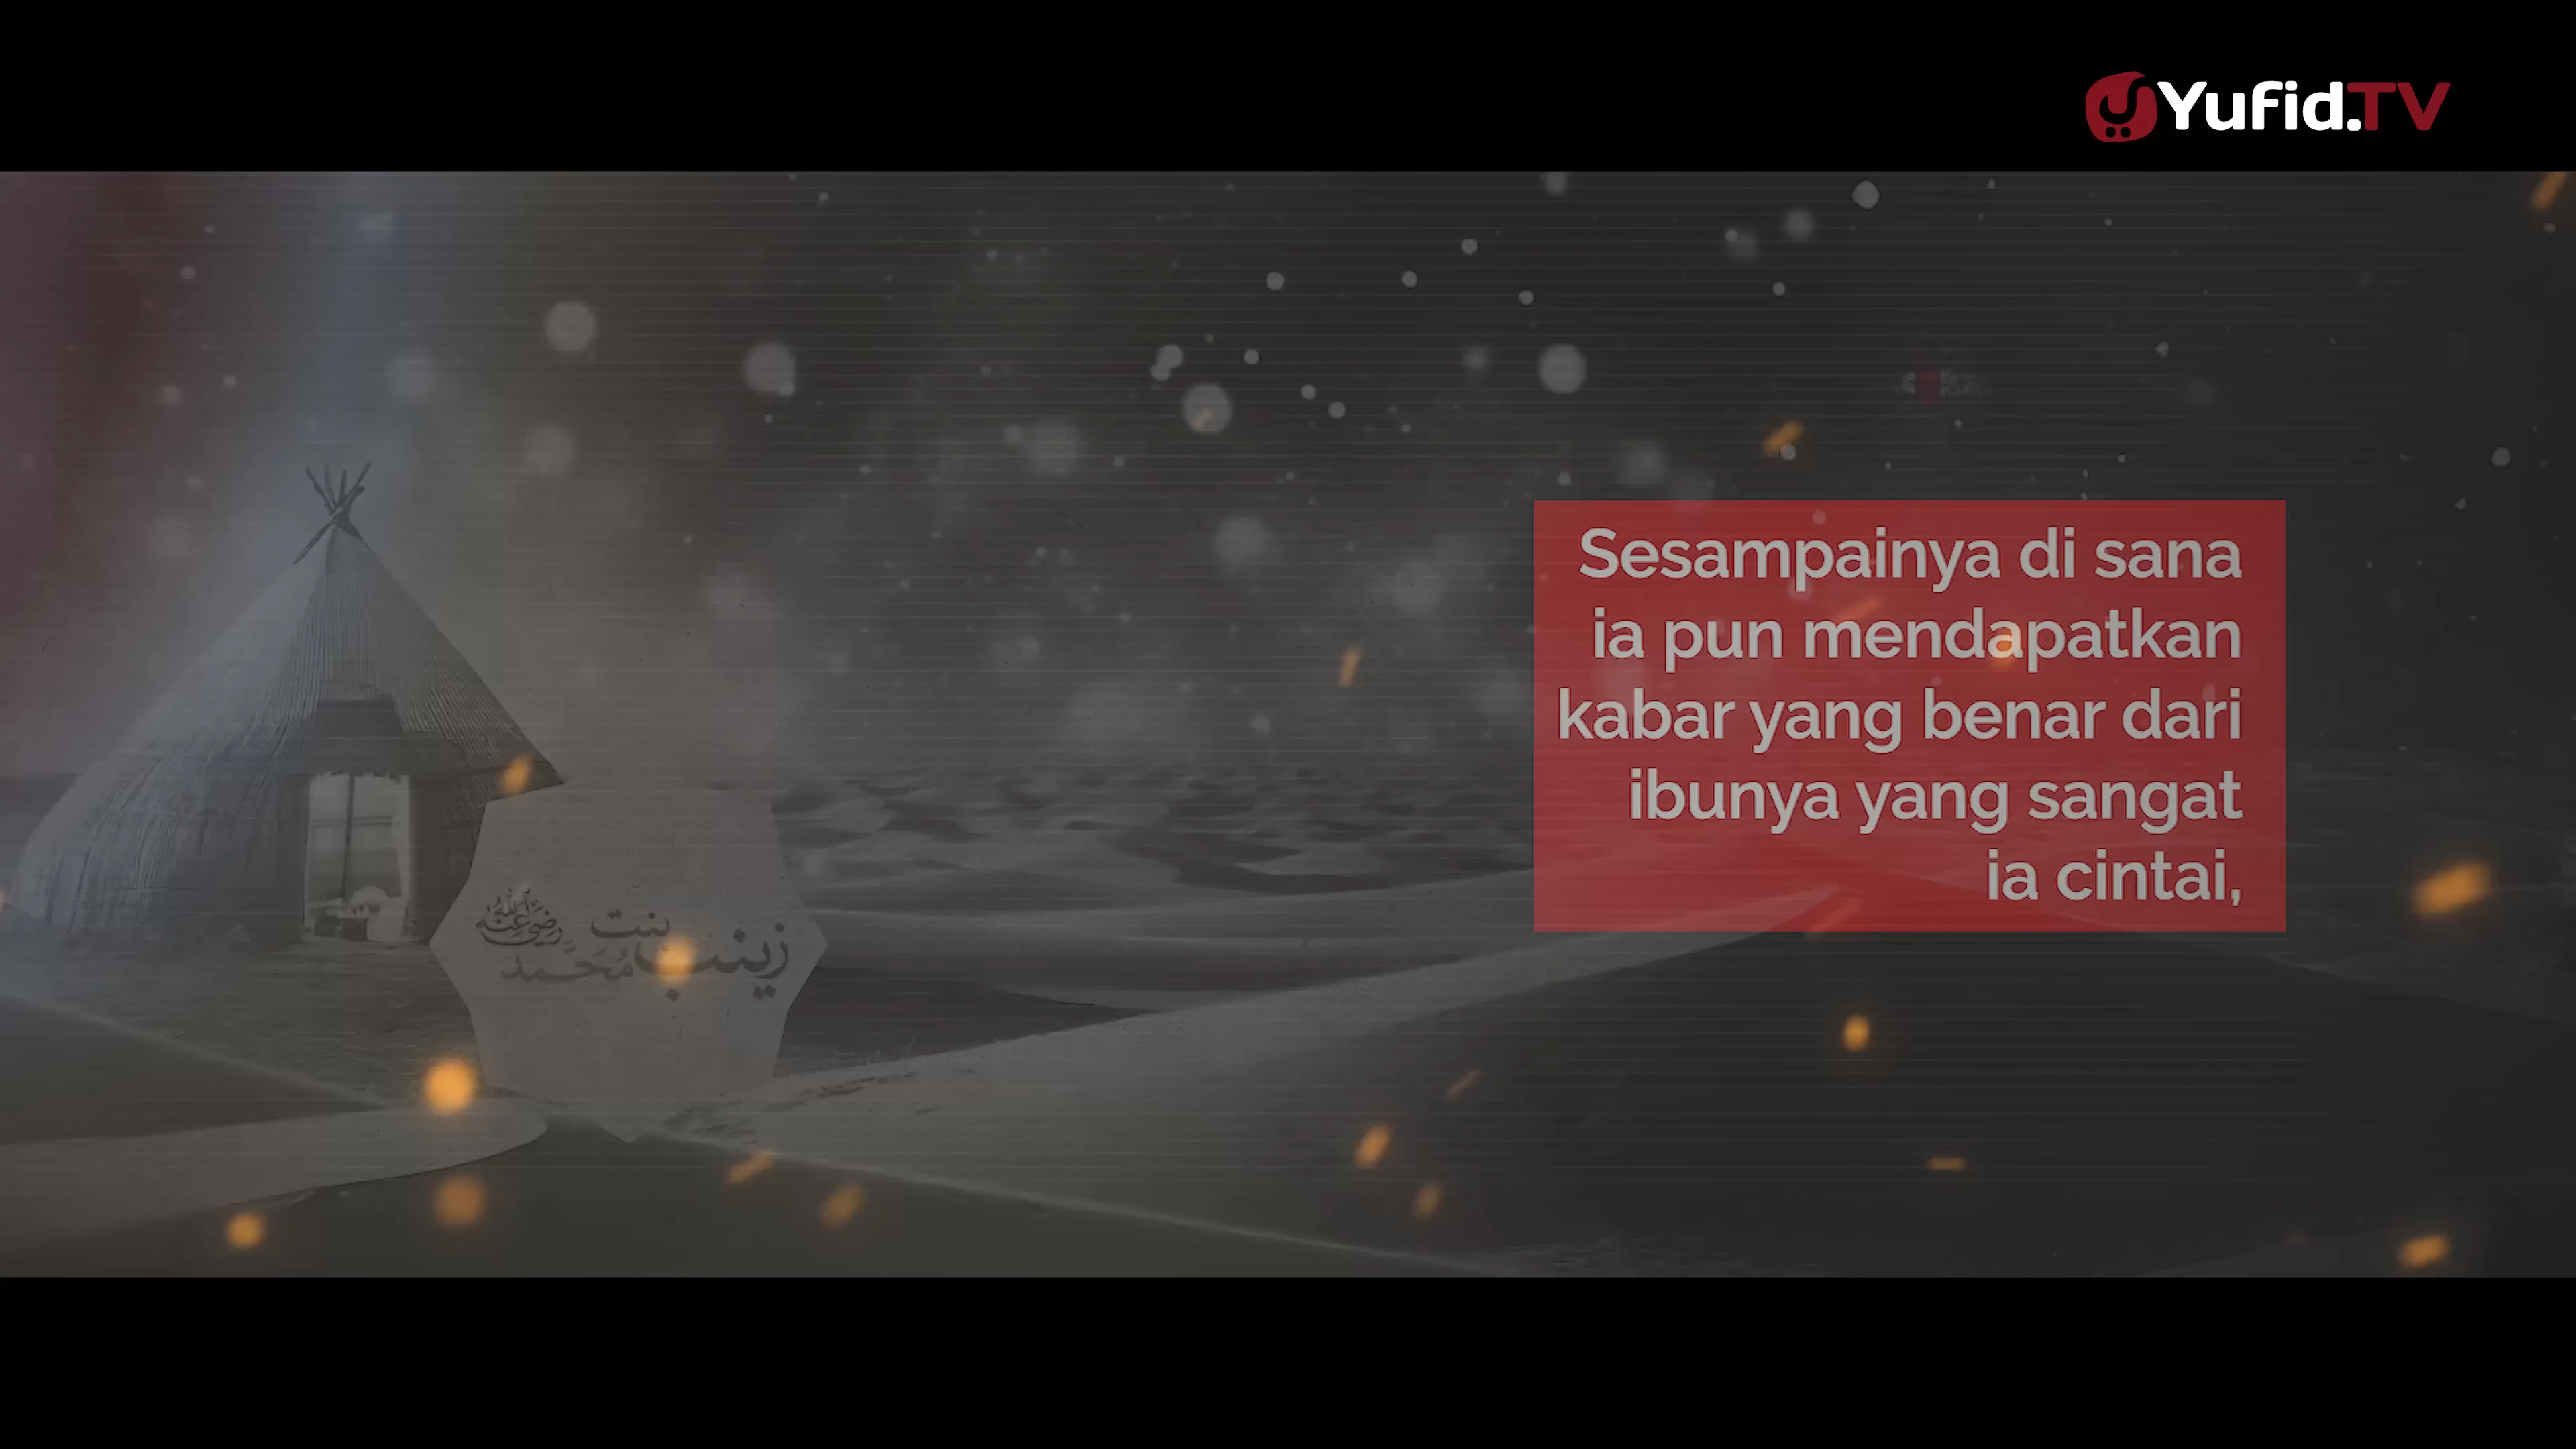 Yufid.TV
Sesampainya di sana
ia pun mendapatkan
kabar yang benar dari
ibunya yang sangat
ia cintai,
زينب بنت
محمد
رضي الله عنها